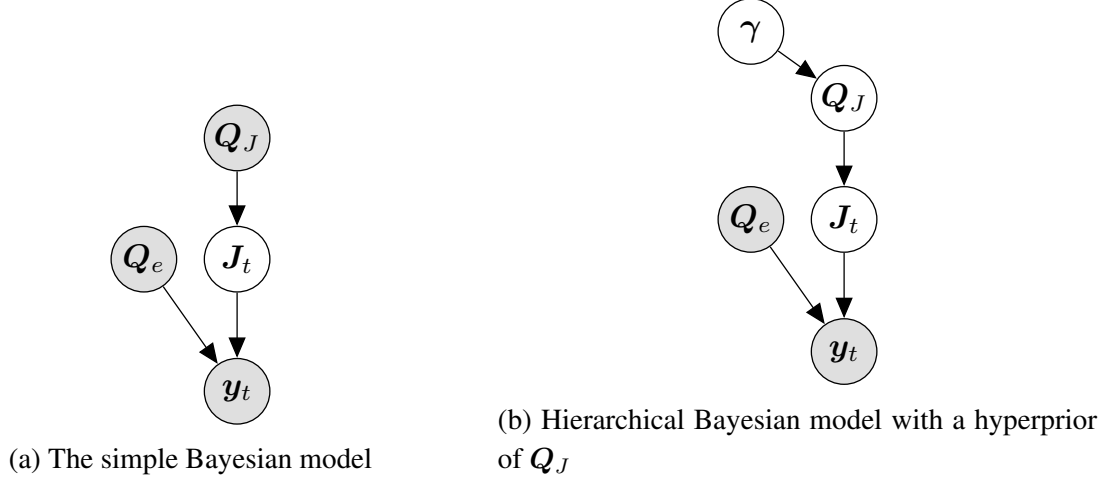 Q_J
Q_e
J_t
y_t
(a) The simple Bayesian model
γ
Q_J
Q_e
J_t
y_t
(b) Hierarchical Bayesian model with a hyperprior
of Q_J